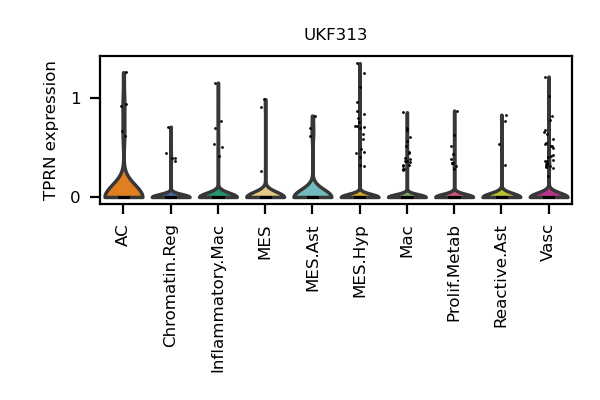 UKF313
TPRN expression
1
0
AC
Chromatin.Reg
Inflammatory.Mac
MES
MES.Ast
MES.Hyp
Mac
Prolif.Metab
Reactive.Ast
Vasc